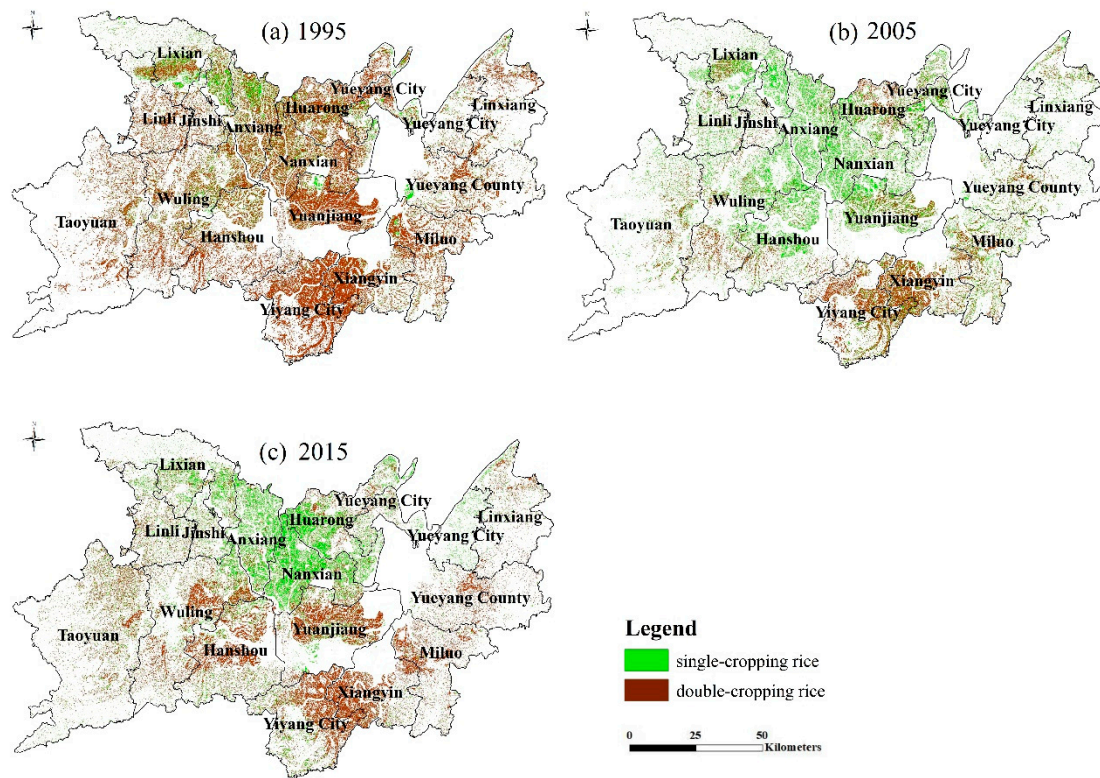 (a) 1995
Lixian
Yueyang City
Huarong
Linxiang
Linli
Jinshi
Anxiang
Yueyang City
Nanxian
Yueyang County
Wuling
Taoyuan
Yuanjiang
Hanshou
Miluo
Xiangyin
Yiyang City
(b) 2005
Lixian
Yueyang City
Huarong
Linxiang
Linli
Jinshi
Anxiang
Yueyang City
Nanxian
Yueyang County
Wuling
Taoyuan
Yuanjiang
Hanshou
Miluo
Xiangyin
Yiyang City
(c) 2015
Lixian
Yueyang City
Huarong
Linxiang
Linli
Jinshi
Anxiang
Yueyang City
Nanxian
Yueyang County
Wuling
Taoyuan
Yuanjiang
Hanshou
Miluo
Xiangyin
Yiyang City
Legend
single-cropping rice
double-cropping rice
0 25 50
Kilometers